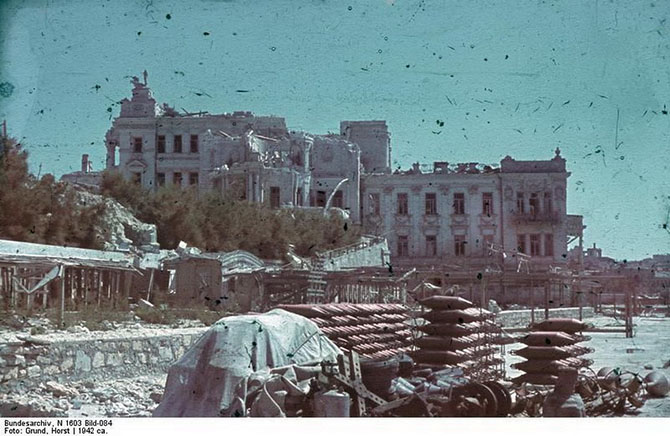 Bundesarchiv, N 1603 Bild-084
Foto: Grund, Horst | 1942 ca.